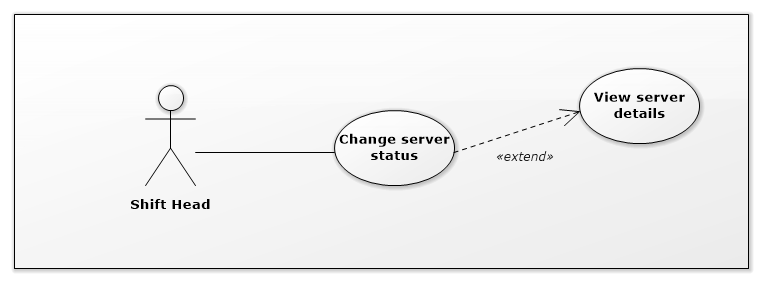 View server
details
Change server
status
«extend»
Shift Head